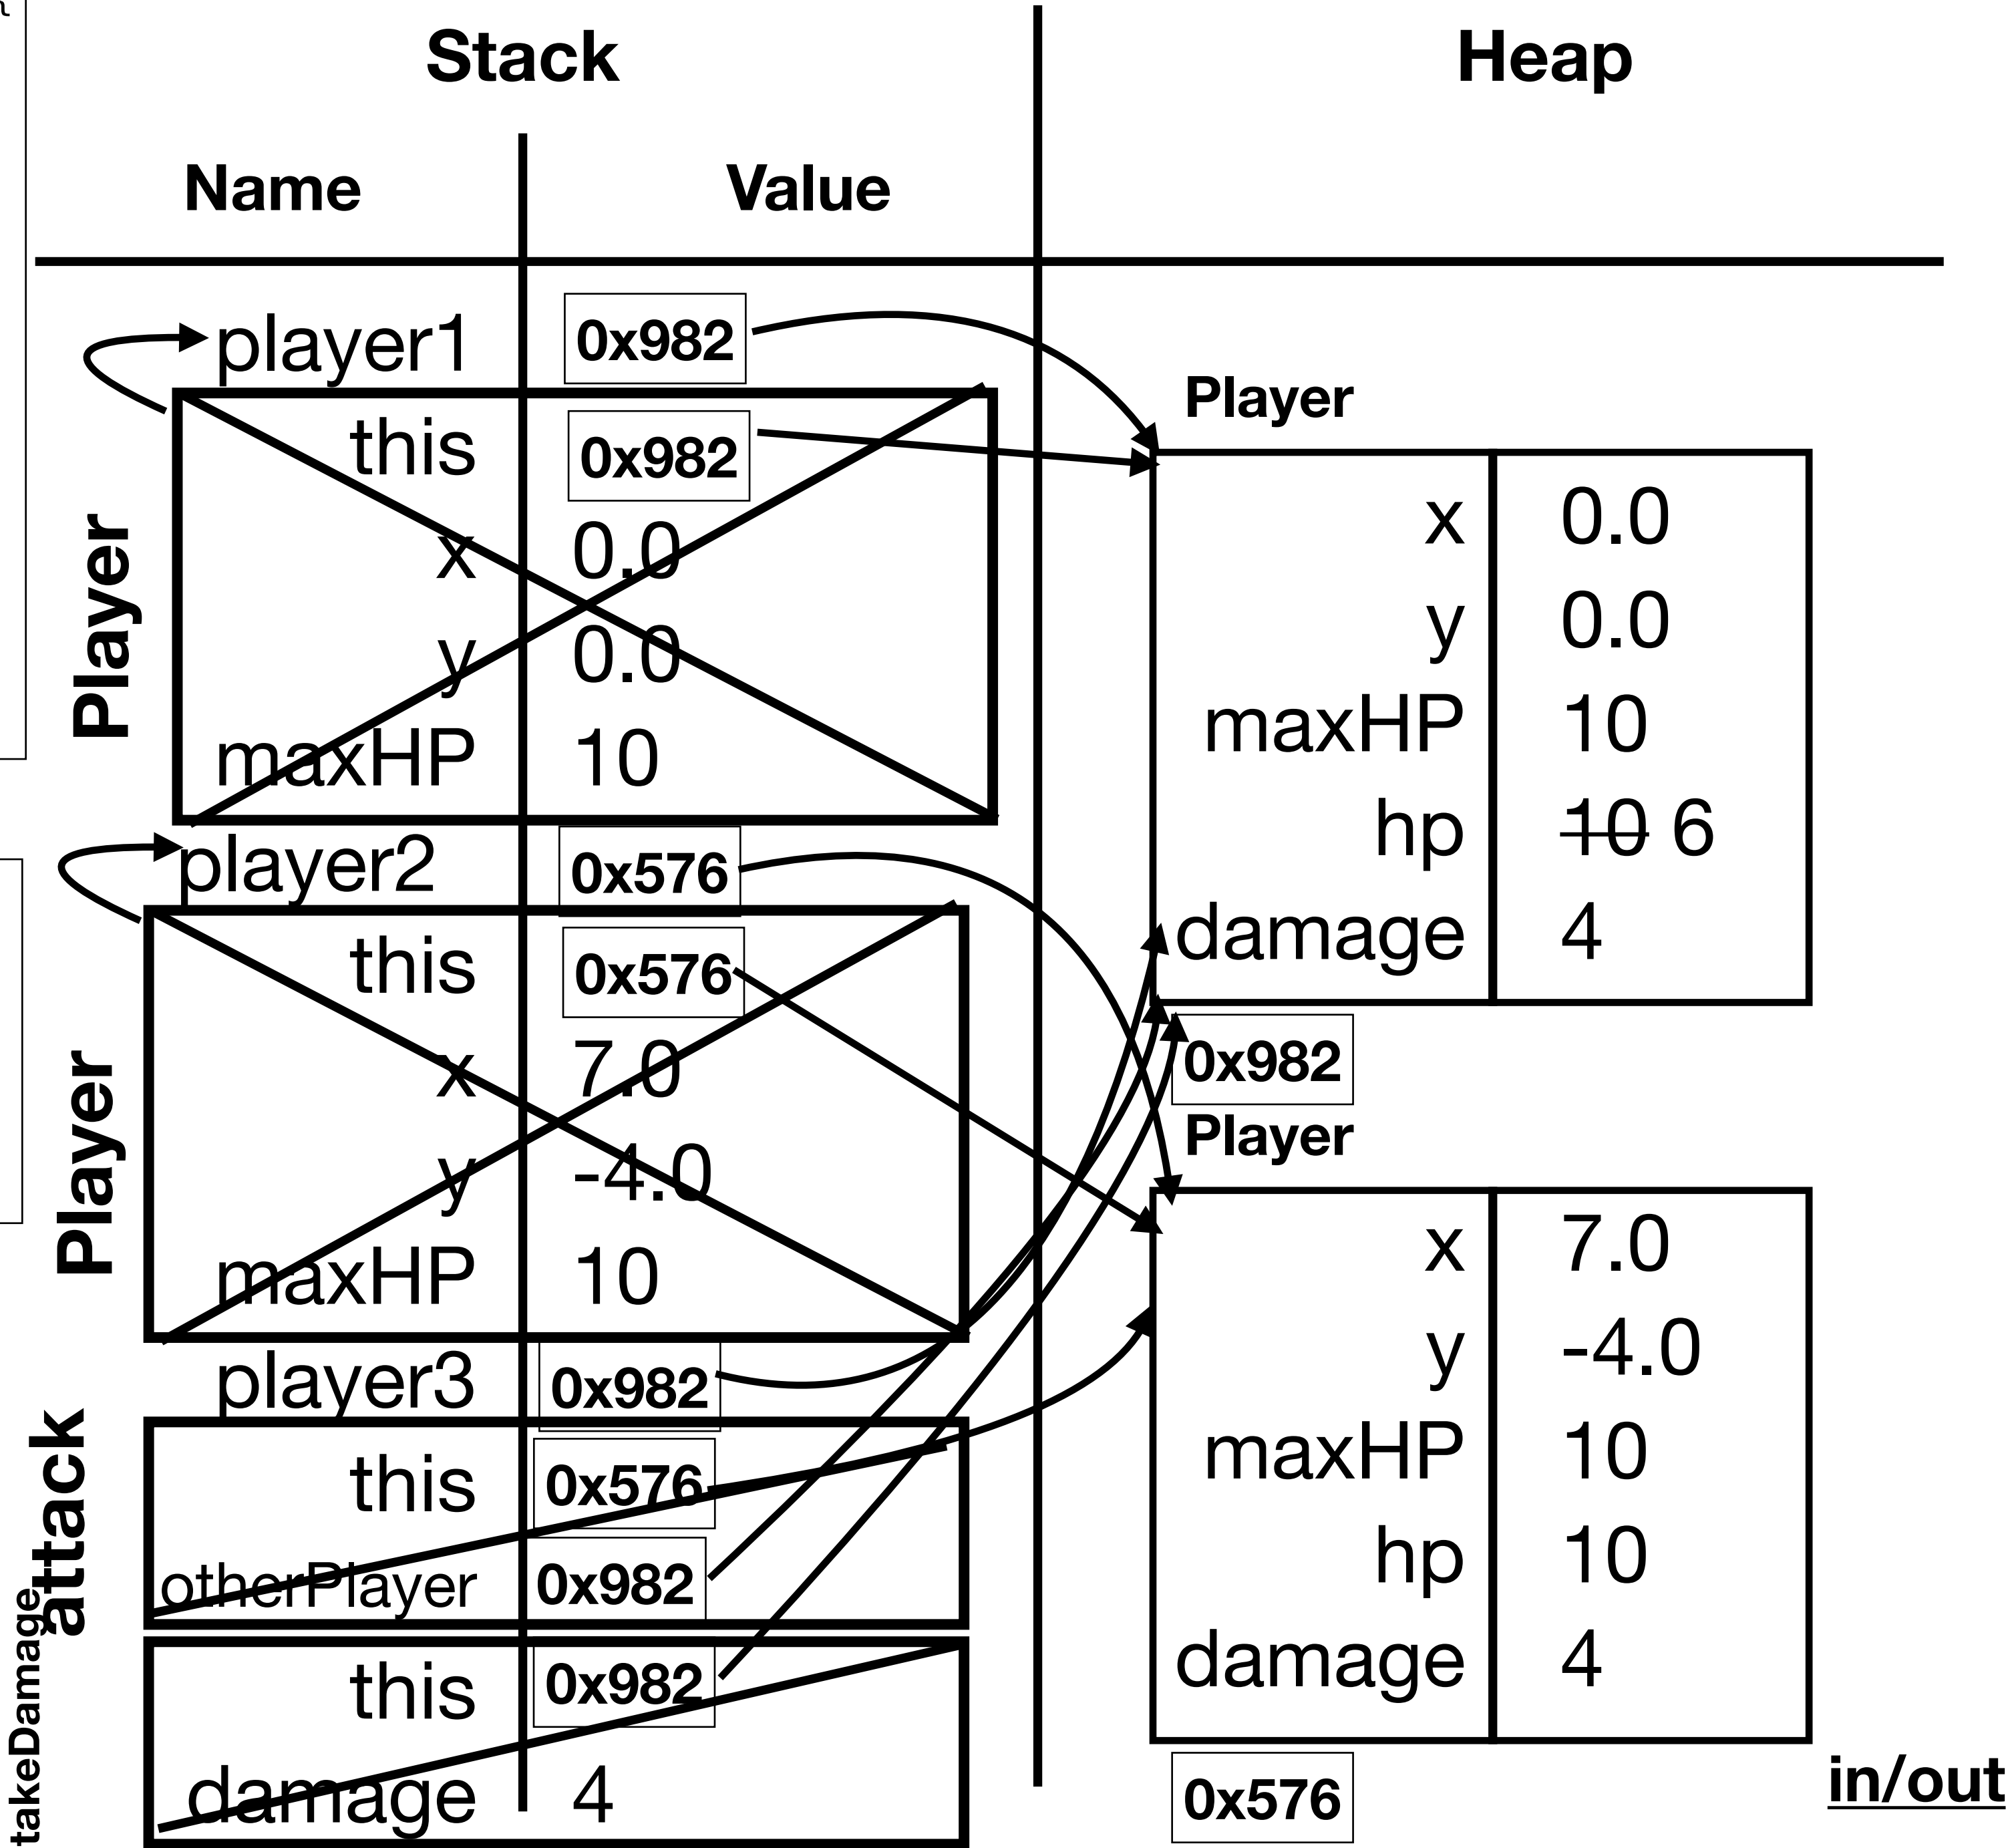 Stack
Heap
Name
Value
player1 0x982
Player
this 0x982
x 0.0
y 0.0
maxHP 10
player2 0x576
Player
this 0x576
x 7.0
y -4.0
maxHP 10
player3 0x982
attack
this 0x576
otherPlayer 0x982
takeDamage
this 0x982
damage 4
Player
x 0.0
y 0.0
maxHP 10
hp 10 6
damage 4
0x982
Player
x 7.0
y -4.0
maxHP 10
hp 10
damage 4
0x576
in/out